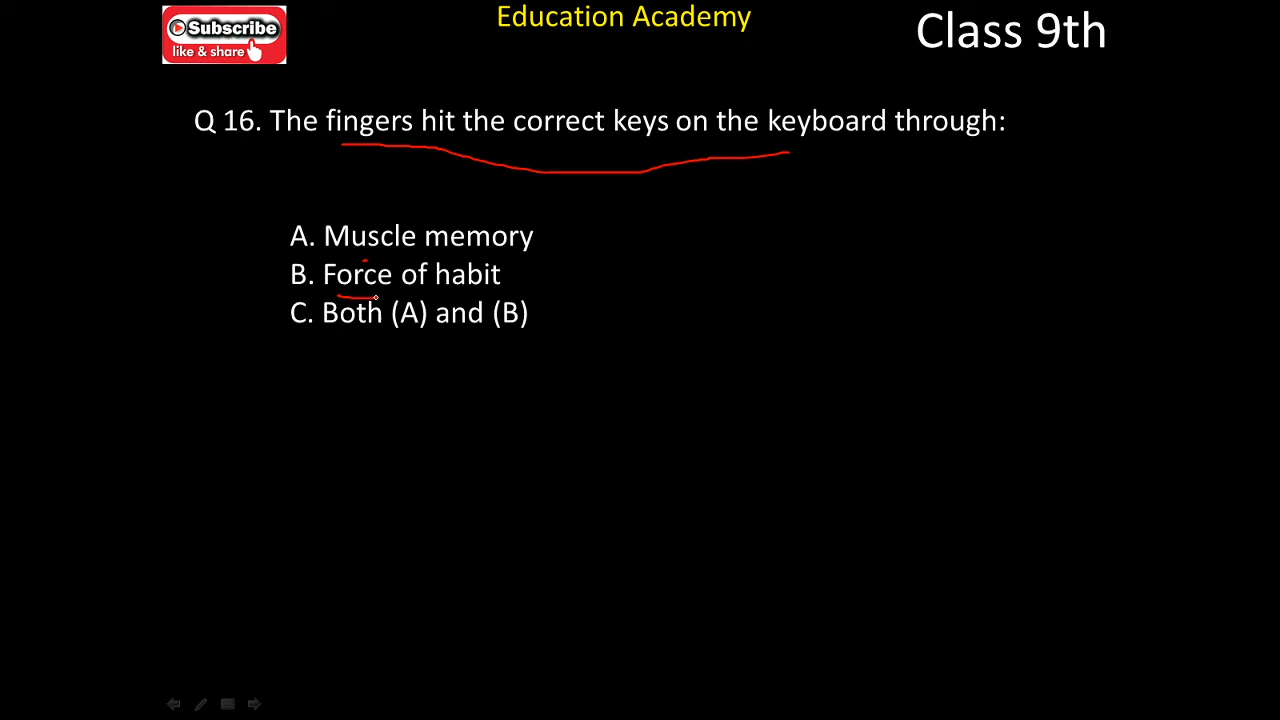 Subscribe
like & share
Education Academy
Class 9th
Q 16. The fingers hit the correct keys on the keyboard through:
A. Muscle memory
B. Force of habit
C. Both (A) and (B)